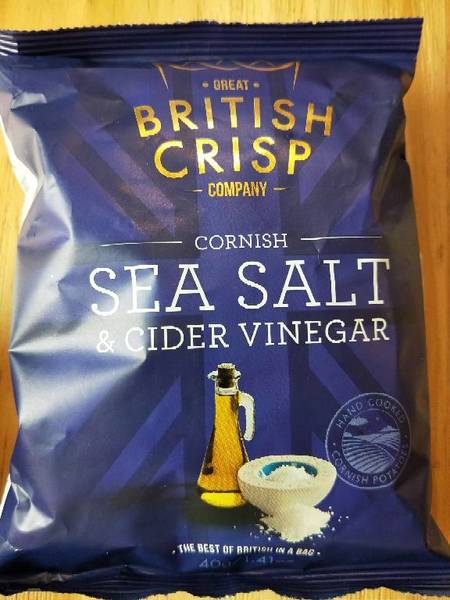 · GREAT ·
BRITISH
CRISP
COMPANY
CORNISH
SEA SALT
& CIDER VINEGAR
HAND COOKED
· CORNISH POTATOES ·
· THE BEST OF BRITISH IN A BAG ·
40g